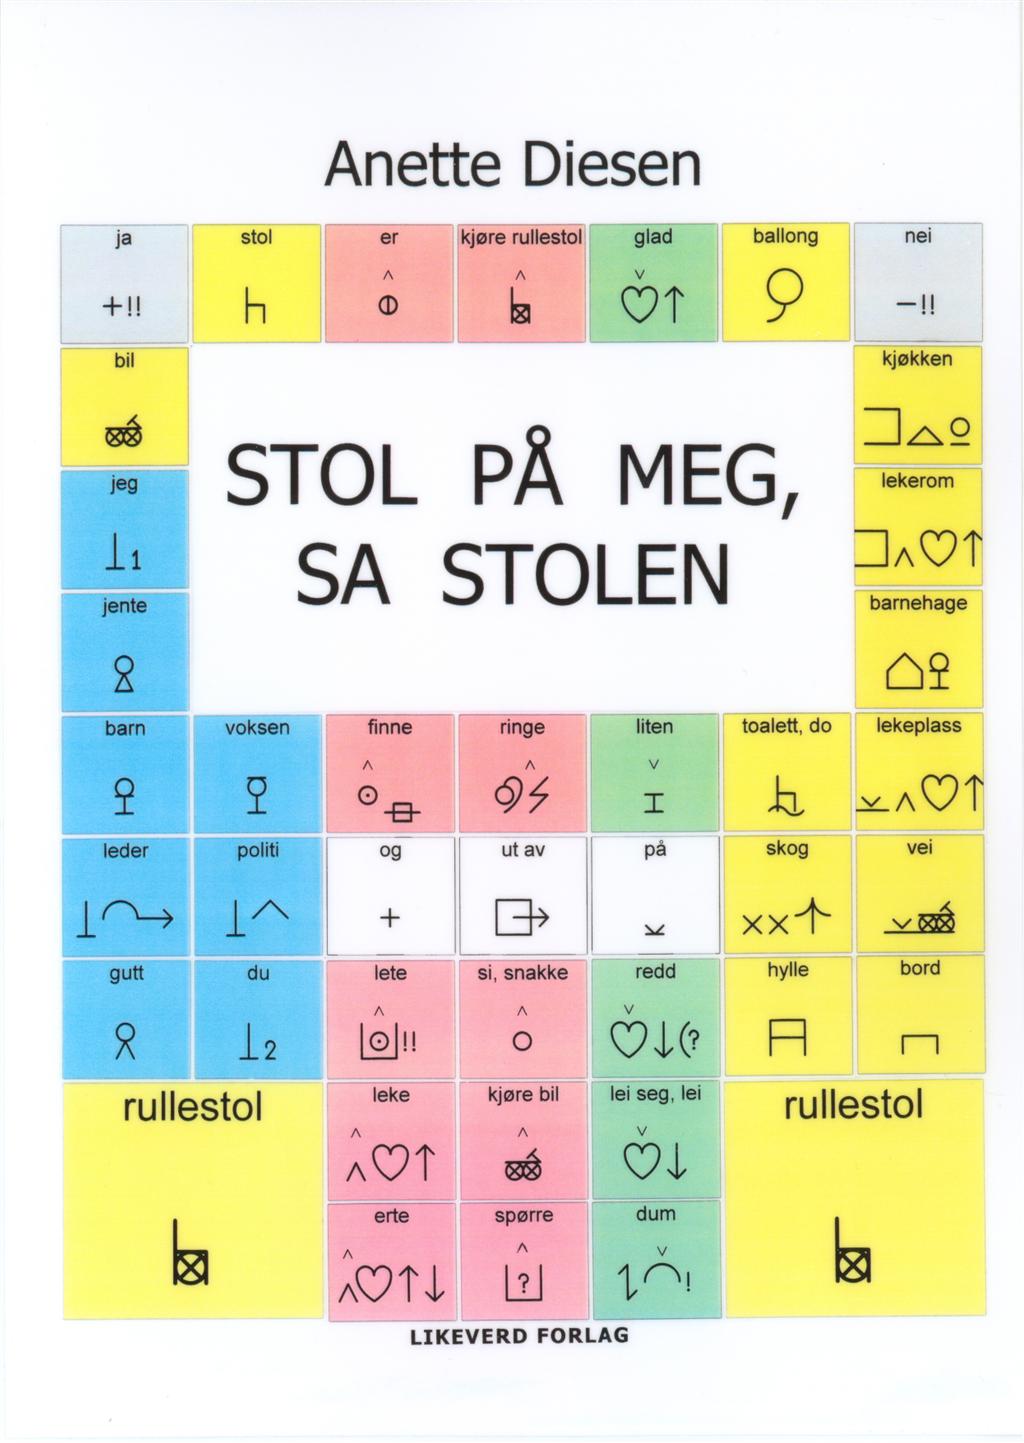 Anette Diesen
ja stol er kjøre rullestol glad ballong nei
+!! -!!
bil kjøkken
STOL PÅ MEG,
jeg lekerom
1
SA STOLEN
jente barnehage
barn voksen finne ringe liten toalett, do lekeplass
leder politi og ut av på skog vei
+ xx
gutt du lete si, snakke redd hylle bord
2 !! (?
rullestol leke kjøre bil lei seg, lei rullestol
erte spørre dum
? !
LIKEVERD FORLAG